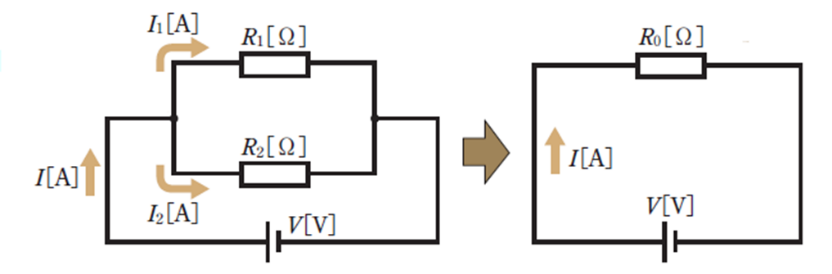 I₁[A]
R₁[Ω]
I[A]
R₂[Ω]
I₂[A]
V[V]
R₀[Ω]
I[A]
V[V]